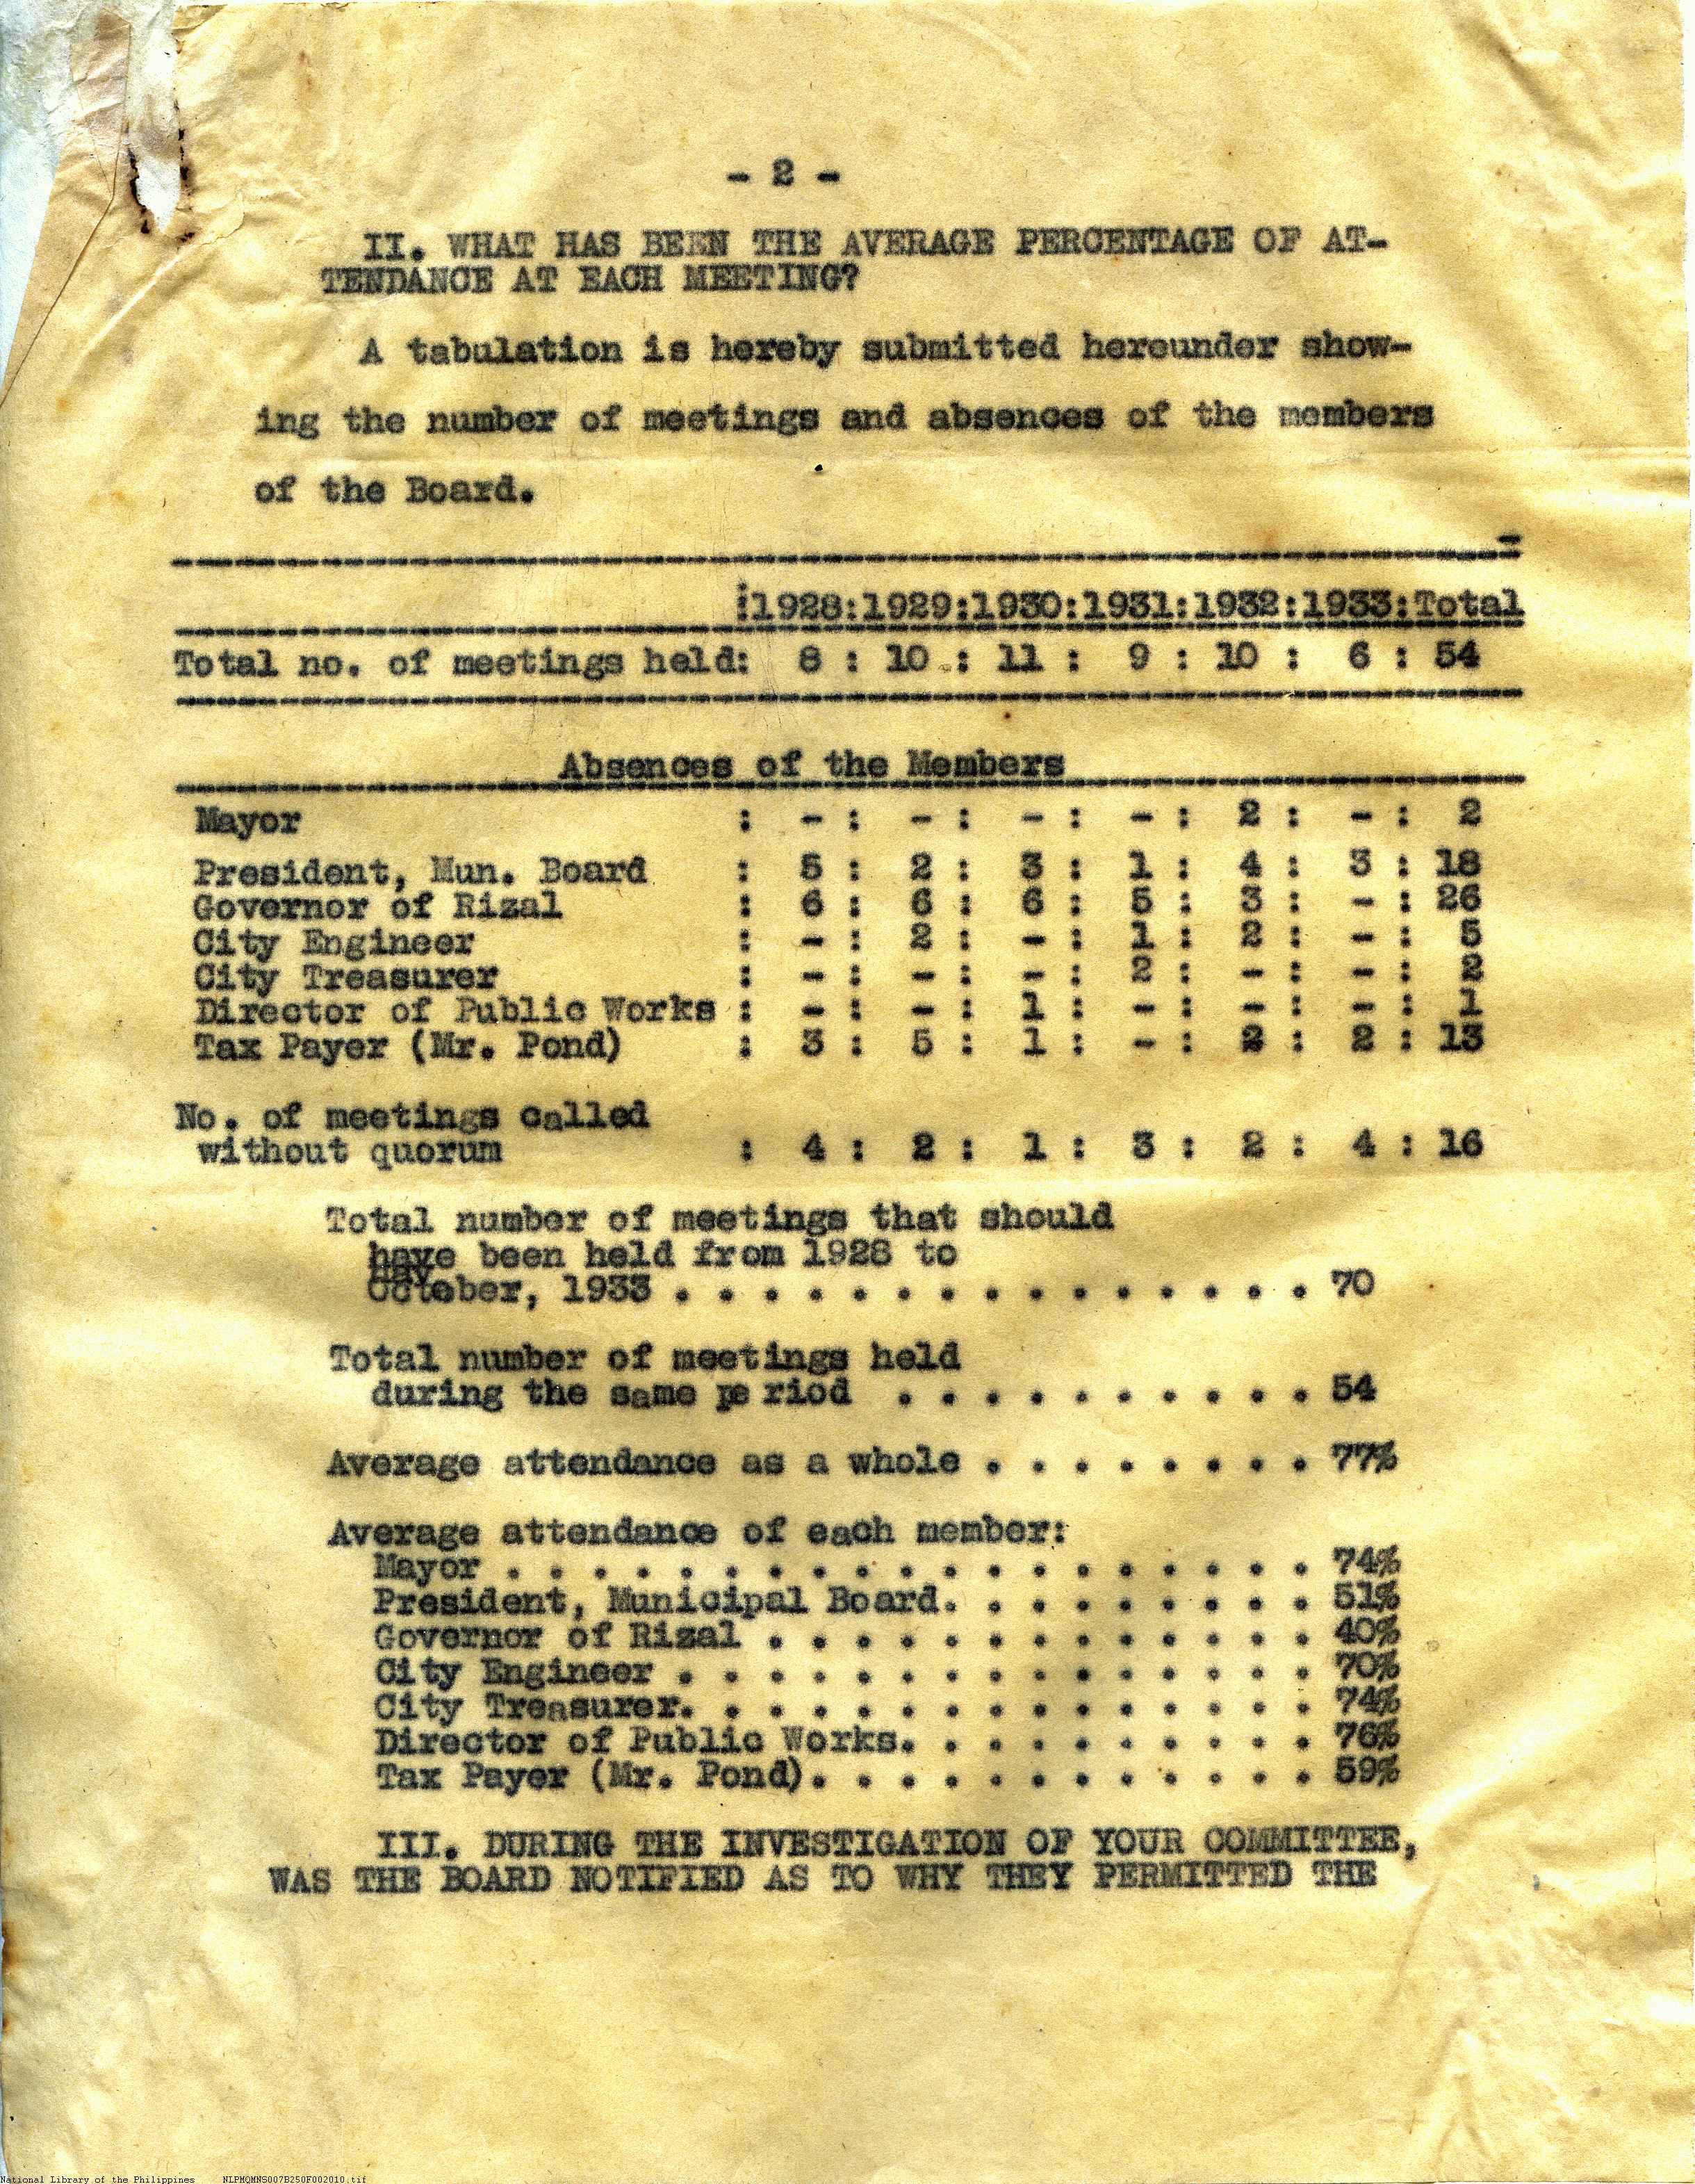 - 2 -
II. WHAT HAS BEEN THE AVERAGE PERCENTAGE OF AT-
TENDANCE AT EACH MEETING?
A tabulation is hereby submitted hereunder show-
ing the number of meetings and absences of the members
of the Board.
:1928:1929:1930:1931:1932:1933:Total
Total no. of meetings held: 8 : 10 : 11 : 9 : 10 : 6 : 54
Absences of the Members
Mayor : - : - : - : - : 2 : - : 2
President, Mun. Board : 5 : 2 : 3 : 1 : 4 : 3 : 18
Governor of Rizal : 6 : 6 : 6 : 5 : 3 : - : 26
City Engineer : - : 2 : - : 1 : 2 : - : 5
City Treasurer : - : - : - : 2 : - : - : 2
Director of Public Works : - : - : 1 : - : - : - : 1
Tax Payer (Mr. Pond) : 3 : 5 : 1 : - : 2 : 2 : 13
No. of meetings called
without quorum : 4 : 2 : 1 : 3 : 2 : 4 : 16
Total number of meetings that should
have been held from 1928 to
October, 1933 . . . . . . . . . . . . . . . 70
Total number of meetings held
during the same pe riod . . . . . . . . . . 54
Average attendance as a whole . . . . . . . . 77%
Average attendance of each member:
Mayor . . . . . . . . . . . . . . . . . . . 74%
President, Municipal Board. . . . . . . . . 51%
Governor of Rizal . . . . . . . . . . . . . 40%
City Engineer . . . . . . . . . . . . . . . 70%
City Treasurer. . . . . . . . . . . . . . . 74%
Director of Public Works. . . . . . . . . . 76%
Tax Payer (Mr. Pond). . . . . . . . . . . . 59%
III. DURING THE INVESTIGATION OF YOUR COMMITTEE,
WAS THE BOARD NOTIFIED AS TO WHY THEY PERMITTED THE
National Library of the Philippines NLPMQMNS007B250F002010.tif